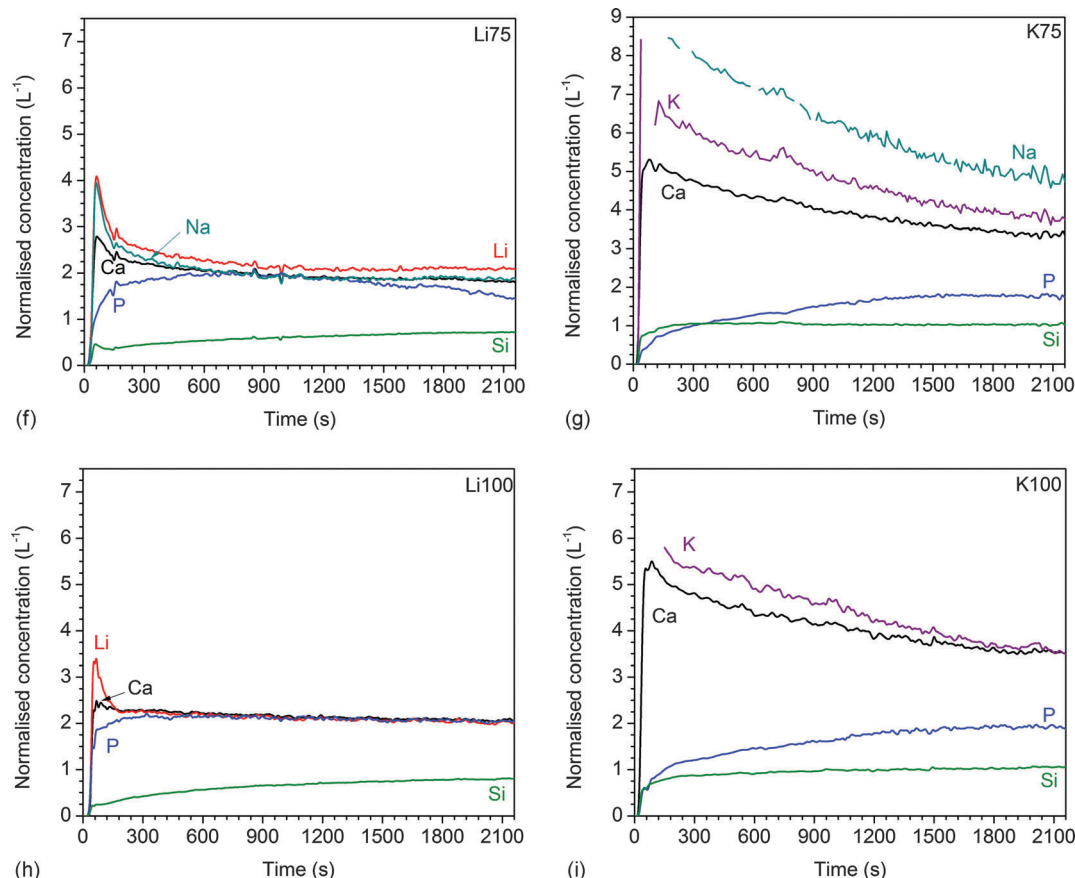 Li75
Normalised concentration (L⁻¹)
7
6
5
4
3
2
1
0
Na
Ca
P
Li
Si
0 300 600 900 1200 1500 1800 2100
Time (s)
(f)
K75
Normalised concentration (L⁻¹)
9
8
7
6
5
4
3
2
1
0
K
Na
Ca
P
Si
0 300 600 900 1200 1500 1800 2100
Time (s)
(g)
Li100
Normalised concentration (L⁻¹)
7
6
5
4
3
2
1
0
Li
Ca
P
Si
0 300 600 900 1200 1500 1800 2100
Time (s)
(h)
K100
Normalised concentration (L⁻¹)
7
6
5
4
3
2
1
0
K
Ca
P
Si
0 300 600 900 1200 1500 1800 2100
Time (s)
(i)